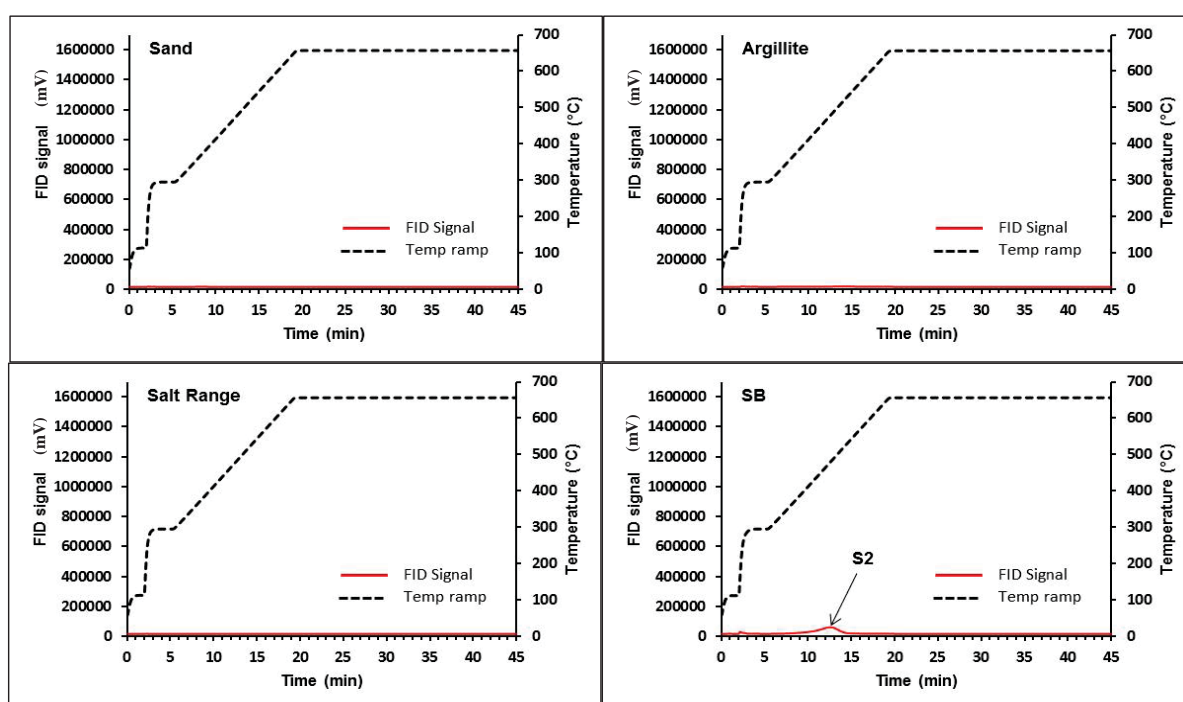 Sand
FID signal (mV)
1600000
1400000
1200000
1000000
800000
600000
400000
200000
0
700
600
500
400
300
200
100
0
Temperature (°C)
FID Signal
Temp ramp
0 5 10 15 20 25 30 35 40 45
Time (min)
Argillite
FID signal (mV)
1600000
1400000
1200000
1000000
800000
600000
400000
200000
0
700
600
500
400
300
200
100
0
Temperature (°C)
FID Signal
Temp ramp
0 5 10 15 20 25 30 35 40 45
Time (min)
Salt Range
FID signal (mV)
1600000
1400000
1200000
1000000
800000
600000
400000
200000
0
700
600
500
400
300
200
100
0
Temperature (°C)
FID Signal
Temp ramp
0 5 10 15 20 25 30 35 40 45
Time (min)
SB
FID signal (mV)
1600000
1400000
1200000
1000000
800000
600000
400000
200000
0
700
600
500
400
300
200
100
0
Temperature (°C)
S2
FID Signal
Temp ramp
0 5 10 15 20 25 30 35 40 45
Time (min)